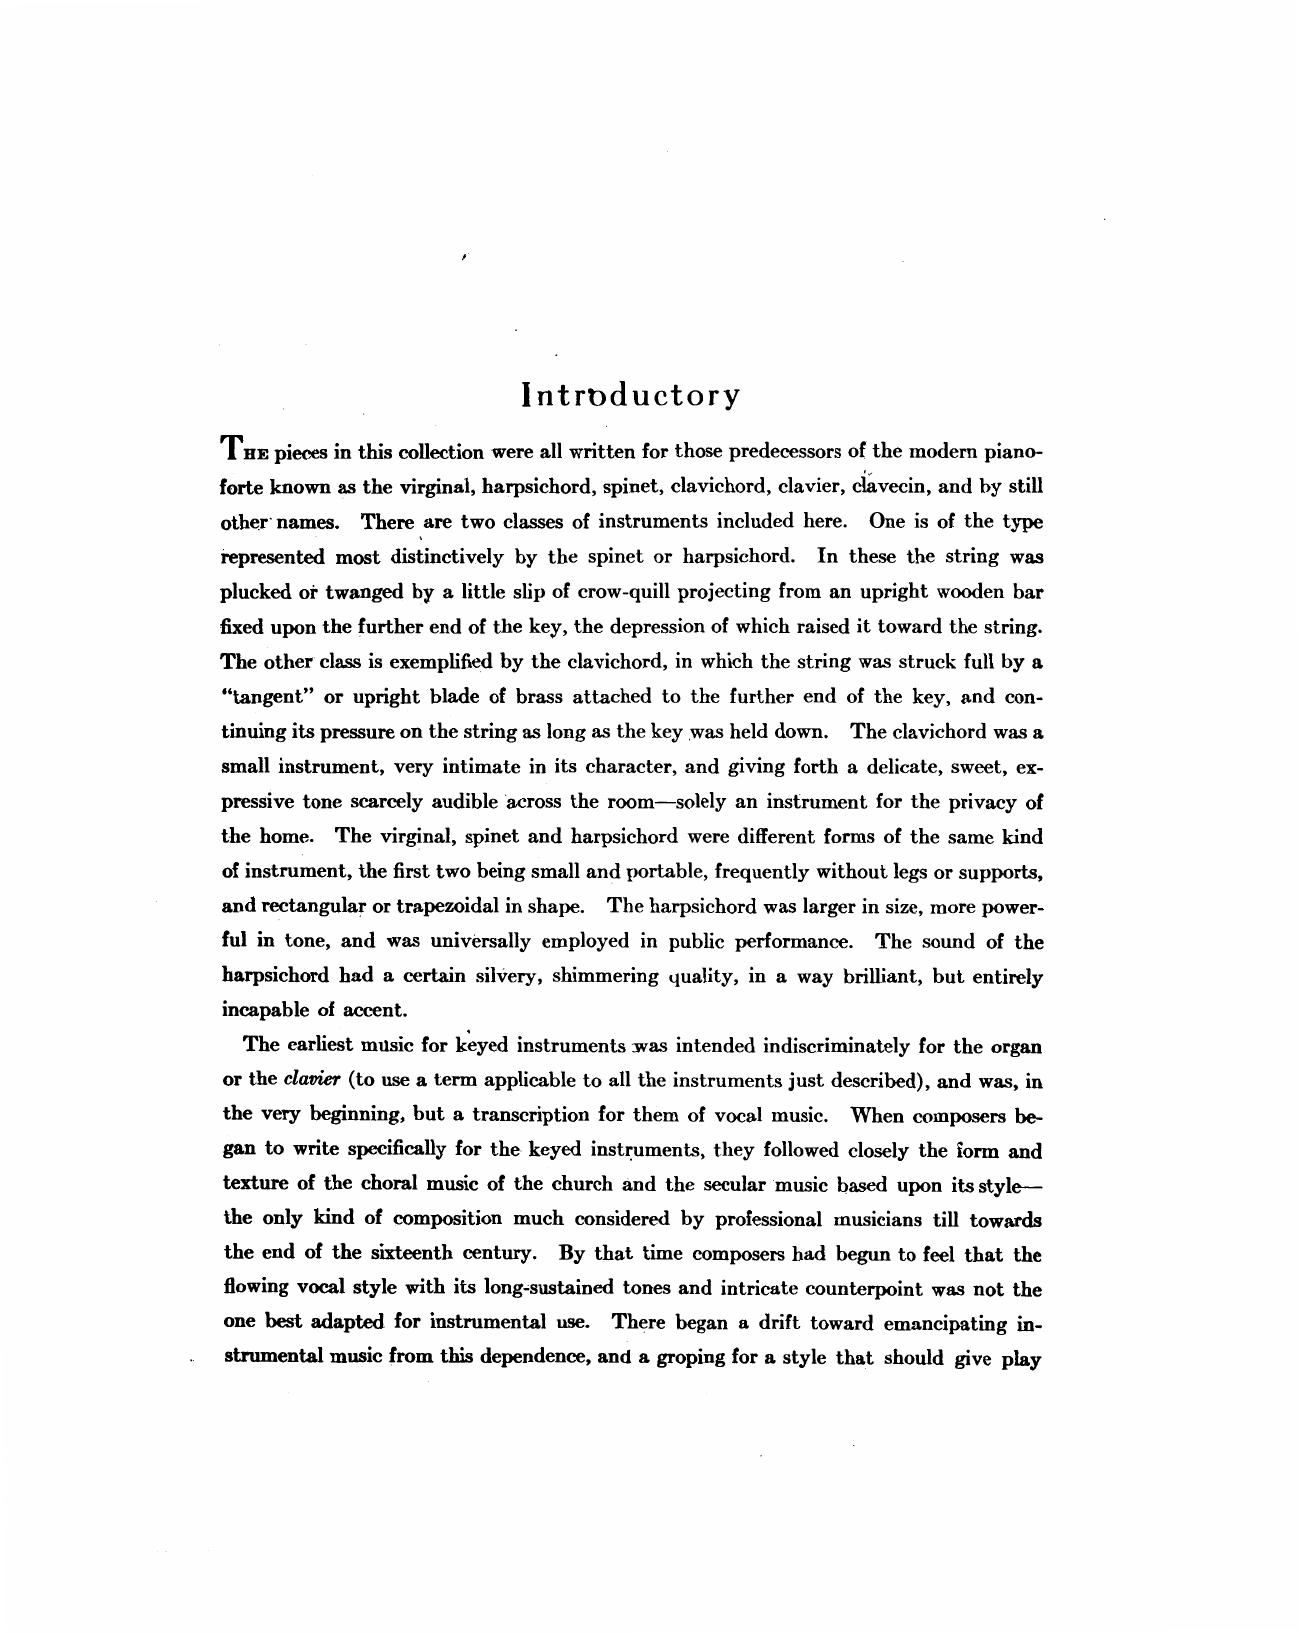 Introductory
THE pieces in this collection were all written for those predecessors of the modern piano-
forte known as the virginal, harpsichord, spinet, clavichord, clavier, clavecin, and by still
other names. There are two classes of instruments included here. One is of the type
represented most distinctively by the spinet or harpsichord. In these the string was
plucked or twanged by a little slip of crow-quill projecting from an upright wooden bar
fixed upon the further end of the key, the depression of which raised it toward the string.
The other class is exemplified by the clavichord, in which the string was struck full by a
“tangent” or upright blade of brass attached to the further end of the key, and con-
tinuing its pressure on the string as long as the key was held down. The clavichord was a
small instrument, very intimate in its character, and giving forth a delicate, sweet, ex-
pressive tone scarcely audible across the room—solely an instrument for the privacy of
the home. The virginal, spinet and harpsichord were different forms of the same kind
of instrument, the first two being small and portable, frequently without legs or supports,
and rectangular or trapezoidal in shape. The harpsichord was larger in size, more power-
ful in tone, and was universally employed in public performance. The sound of the
harpsichord had a certain silvery, shimmering quality, in a way brilliant, but entirely
incapable of accent.
The earliest music for keyed instruments was intended indiscriminately for the organ
or the clavier (to use a term applicable to all the instruments just described), and was, in
the very beginning, but a transcription for them of vocal music. When composers be-
gan to write specifically for the keyed instruments, they followed closely the form and
texture of the choral music of the church and the secular music based upon its style—
the only kind of composition much considered by professional musicians till towards
the end of the sixteenth century. By that time composers had begun to feel that the
flowing vocal style with its long-sustained tones and intricate counterpoint was not the
one best adapted for instrumental use. There began a drift toward emancipating in-
strumental music from this dependence, and a groping for a style that should give play